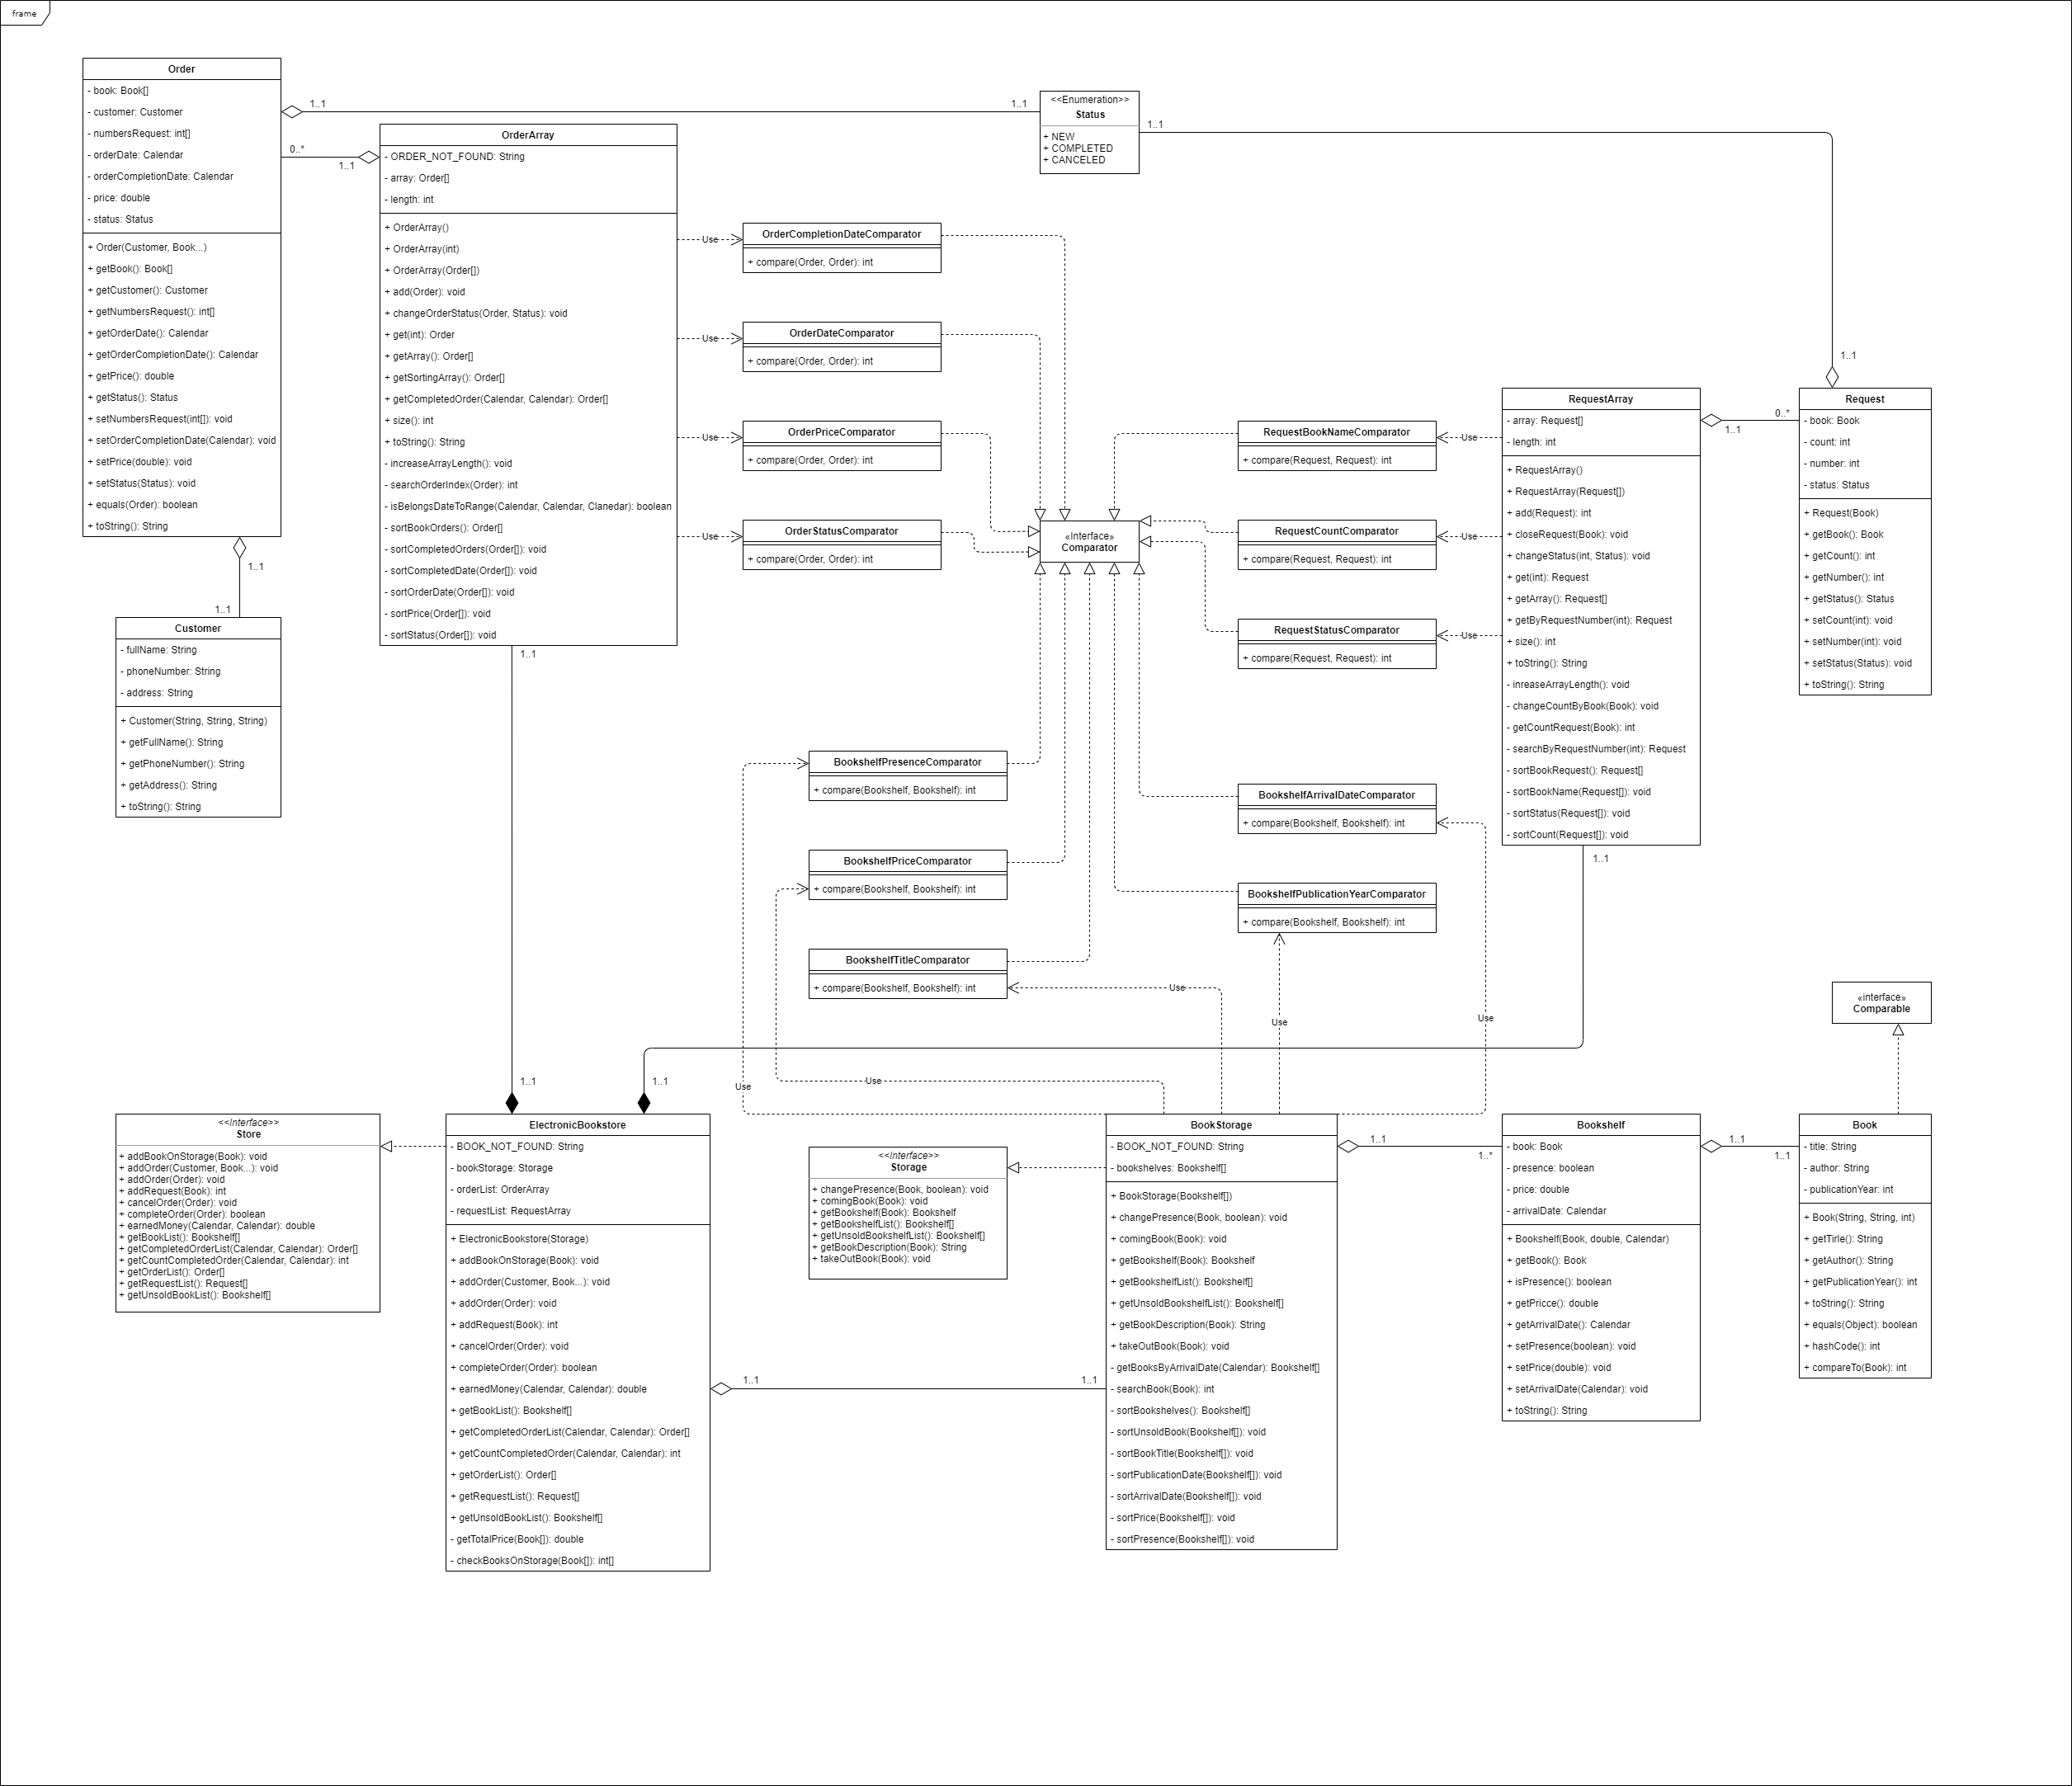 frame
Order
- book: Book[]
- customer: Customer
- numbersRequest: int[]
- orderDate: Calendar
- orderCompletionDate: Calendar
- price: double
- status: Status
+ Order(Customer, Book...)
+ getBook(): Book[]
+ getCustomer(): Customer
+ getNumbersRequest(): int[]
+ getOrderDate(): Calendar
+ getOrderCompletionDate(): Calendar
+ getPrice(): double
+ getStatus(): Status
+ setNumbersRequest(int[]): void
+ setOrderCompletionDate(Calendar): void
+ setPrice(double): void
+ setStatus(Status): void
+ equals(Order): boolean
+ toString(): String
1..1
1..1
0..*
1..1
1..1
1..1
Customer
- fullName: String
- phoneNumber: String
- address: String
+ Customer(String, String, String)
+ getFullName(): String
+ getPhoneNumber(): String
+ getAddress(): String
+ toString(): String
OrderArray
- ORDER_NOT_FOUND: String
- array: Order[]
- length: int
+ OrderArray()
+ OrderArray(int)
+ OrderArray(Order[])
+ add(Order): void
+ changeOrderStatus(Order, Status): void
+ get(int): Order
+ getArray(): Order[]
+ getSortingArray(): Order[]
+ getCompletedOrder(Calendar, Calendar): Order[]
+ size(): int
+ toString(): String
- increaseArrayLength(): void
- searchOrderIndex(Order): int
- isBelongsDateToRange(Calendar, Calendar, Clanedar): boolean
- sortBookOrders(): Order[]
- sortCompletedOrders(Order[]): void
- sortCompletedDate(Order[]): void
- sortOrderDate(Order[]): void
- sortPrice(Order[]): void
- sortStatus(Order[]): void
1..1
1..1
<<Enumeration>>
Status
+ NEW
+ COMPLETED
+ CANCELED
1..1
1..1
Use
OrderCompletionDateComparator
+ compare(Order, Order): int
Use
OrderDateComparator
+ compare(Order, Order): int
Use
OrderPriceComparator
+ compare(Order, Order): int
Use
OrderStatusComparator
+ compare(Order, Order): int
«Interface»
Comparator
RequestBookNameComparator
+ compare(Request, Request): int
Use
RequestCountComparator
+ compare(Request, Request): int
Use
RequestStatusComparator
+ compare(Request, Request): int
Use
RequestArray
- array: Request[]
- length: int
+ RequestArray()
+ RequestArray(Request[])
+ add(Request): int
+ closeRequest(Book): void
+ changeStatus(int, Status): void
+ get(int): Request
+ getArray(): Request[]
+ getByRequestNumber(int): Request
+ size(): int
+ toString(): String
- inreaseArrayLength(): void
- changeCountByBook(Book): void
- getCountRequest(Book): int
- searchByRequestNumber(int): Request
- sortBookRequest(): Request[]
- sortBookName(Request[]): void
- sortStatus(Request[]): void
- sortCount(Request[]): void
1..1
0..*
1..1
Request
- book: Book
- count: int
- number: int
- status: Status
+ Request(Book)
+ getBook(): Book
+ getCount(): int
+ getNumber(): int
+ getStatus(): Status
+ setCount(int): void
+ setNumber(int): void
+ setStatus(Status): void
+ toString(): String
BookshelfPresenceComparator
+ compare(Bookshelf, Bookshelf): int
BookshelfPriceComparator
+ compare(Bookshelf, Bookshelf): int
BookshelfTitleComparator
+ compare(Bookshelf, Bookshelf): int
BookshelfArrivalDateComparator
+ compare(Bookshelf, Bookshelf): int
BookshelfPublicationYearComparator
+ compare(Bookshelf, Bookshelf): int
Use
Use
Use
Use
Use
«interface»
Comparable
1..1
<<Interface>>
Store
+ addBookOnStorage(Book): void
+ addOrder(Customer, Book...): void
+ addOrder(Order): void
+ addRequest(Book): int
+ cancelOrder(Order): void
+ completeOrder(Order): boolean
+ earnedMoney(Calendar, Calendar): double
+ getBookList(): Bookshelf[]
+ getCompletedOrderList(Calendar, Calendar): Order[]
+ getCountCompletedOrder(Calendar, Calendar): int
+ getOrderList(): Order[]
+ getRequestList(): Request[]
+ getUnsoldBookList(): Bookshelf[]
ElectronicBookstore
- BOOK_NOT_FOUND: String
- bookStorage: Storage
- orderList: OrderArray
- requestList: RequestArray
+ ElectronicBookstore(Storage)
+ addBookOnStorage(Book): void
+ addOrder(Customer, Book...): void
+ addOrder(Order): void
+ addRequest(Book): int
+ cancelOrder(Order): void
+ completeOrder(Order): boolean
+ earnedMoney(Calendar, Calendar): double
+ getBookList(): Bookshelf[]
+ getCompletedOrderList(Calendar, Calendar): Order[]
+ getCountCompletedOrder(Calendar, Calendar): int
+ getOrderList(): Order[]
+ getRequestList(): Request[]
+ getUnsoldBookList(): Bookshelf[]
- getTotalPrice(Book[]): double
- checkBooksOnStorage(Book[]): int[]
1..1
1..1
<<Interface>>
Storage
+ changePresence(Book, boolean): void
+ comingBook(Book): void
+ getBookshelf(Book): Bookshelf
+ getBookshelfList(): Bookshelf[]
+ getUnsoldBookshelfList(): Bookshelf[]
+ getBookDescription(Book): String
+ takeOutBook(Book): void
BookStorage
- BOOK_NOT_FOUND: String
- bookshelves: Bookshelf[]
+ BookStorage(Bookshelf[])
+ changePresence(Book, boolean): void
+ comingBook(Book): void
+ getBookshelf(Book): Bookshelf
+ getBookshelfList(): Bookshelf[]
+ getUnsoldBookshelfList(): Bookshelf[]
+ getBookDescription(Book): String
+ takeOutBook(Book): void
- getBooksByArrivalDate(Calendar): Bookshelf[]
- searchBook(Book): int
- sortBookshelves(): Bookshelf[]
- sortUnsoldBook(Bookshelf[]): void
- sortBookTitle(Bookshelf[]): void
- sortPublicationDate(Bookshelf[]): void
- sortArrivalDate(Bookshelf[]): void
- sortPrice(Bookshelf[]): void
- sortPresence(Bookshelf[]): void
1..1
1..*
Bookshelf
- book: Book
- presence: boolean
- price: double
- arrivalDate: Calendar
+ Bookshelf(Book, double, Calendar)
+ getBook(): Book
+ isPresence(): boolean
+ getPricce(): double
+ getArrivalDate(): Calendar
+ setPresence(boolean): void
+ setPrice(double): void
+ setArrivalDate(Calendar): void
+ toString(): String
1..1
1..1
Book
- title: String
- author: String
- publicationYear: int
+ Book(String, String, int)
+ getTirle(): String
+ getAuthor(): String
+ getPublicationYear(): int
+ toString(): String
+ equals(Object): boolean
+ hashCode(): int
+ compareTo(Book): int